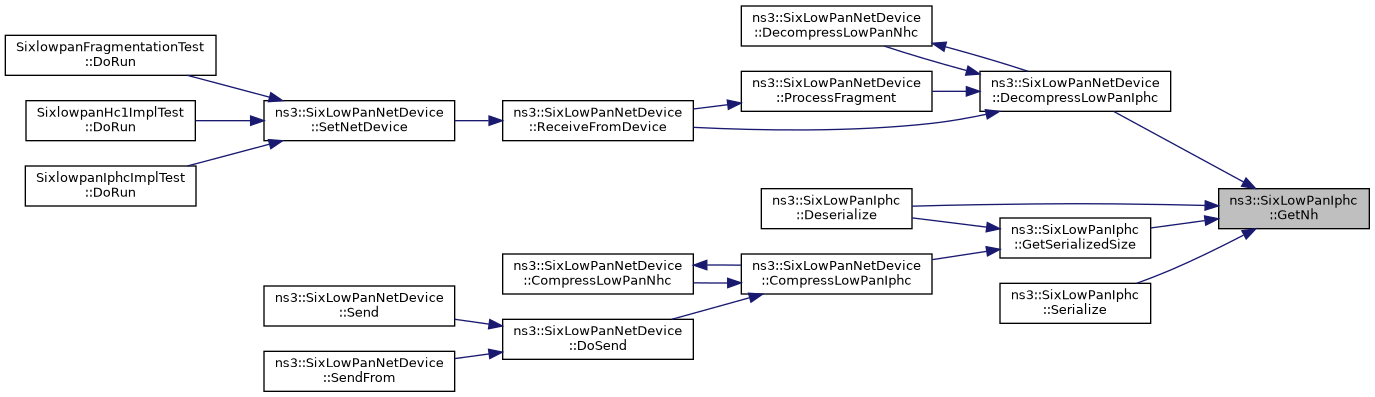 SixlowpanFragmentationTest
::DoRun
SixlowpanHc1ImplTest
::DoRun
SixlowpanIphcImplTest
::DoRun
ns3::SixLowPanNetDevice
::SetNetDevice
ns3::SixLowPanNetDevice
::ReceiveFromDevice
ns3::SixLowPanNetDevice
::DecompressLowPanNhc
ns3::SixLowPanNetDevice
::ProcessFragment
ns3::SixLowPanNetDevice
::DecompressLowPanIphc
ns3::SixLowPanIphc
::GetNh
ns3::SixLowPanIphc
::Deserialize
ns3::SixLowPanIphc
::GetSerializedSize
ns3::SixLowPanIphc
::Serialize
ns3::SixLowPanNetDevice
::CompressLowPanIphc
ns3::SixLowPanNetDevice
::CompressLowPanNhc
ns3::SixLowPanNetDevice
::DoSend
ns3::SixLowPanNetDevice
::Send
ns3::SixLowPanNetDevice
::SendFrom